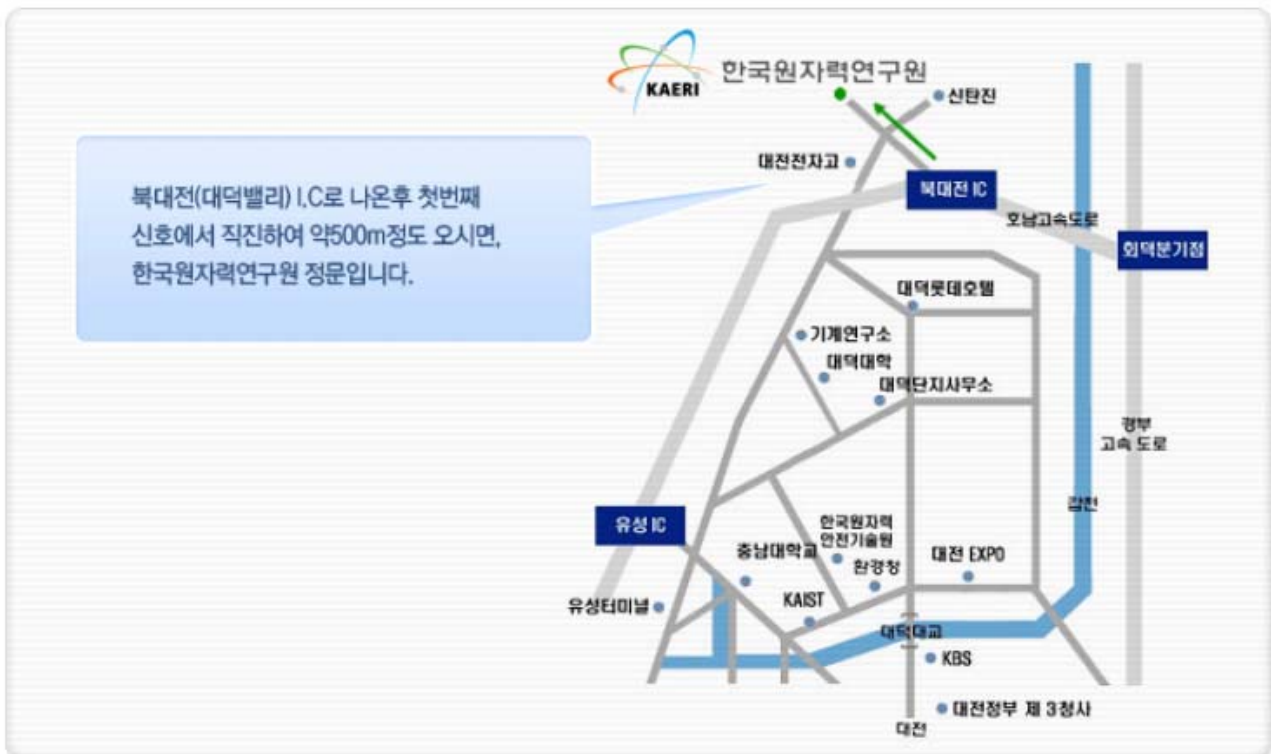 KAERI
한국원자력연구원
신탄진
대전전자고
북대전 IC
북대전(대덕밸리) I.C로 나온후 첫번째
신호에서 직진하여 약500m정도 오시면,
한국원자력연구원 정문입니다.
호남고속도로
회덕분기점
대덕롯데호텔
기계연구소
대덕대학
대덕단지사무소
경부
고속 도로
갑천
유성 IC
한국원자력
안전기술원
충남대학교
환경청
대전 EXPO
유성터미널
KAIST
대덕대교
KBS
대전정부 제 3청사
대전